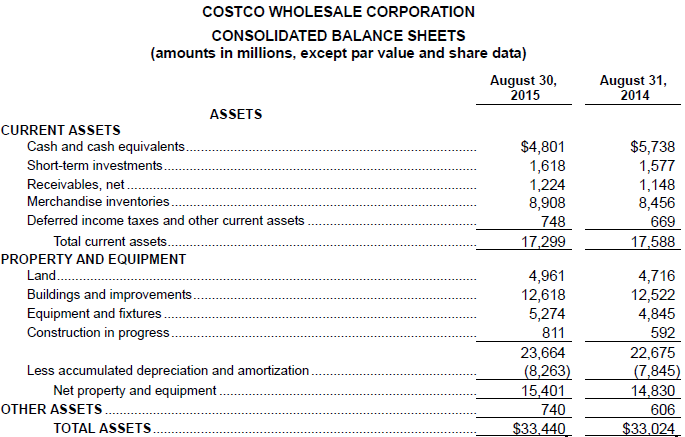 COSTCO WHOLESALE CORPORATION
CONSOLIDATED BALANCE SHEETS
(amounts in millions, except par value and share data)
August 30, 2015 August 31, 2014
ASSETS
CURRENT ASSETS
Cash and cash equivalents $4,801 $5,738
Short-term investments 1,618 1,577
Receivables, net 1,224 1,148
Merchandise inventories 8,908 8,456
Deferred income taxes and other current assets 748 669
Total current assets 17,299 17,588
PROPERTY AND EQUIPMENT
Land 4,961 4,716
Buildings and improvements 12,618 12,522
Equipment and fixtures 5,274 4,845
Construction in progress 811 592
23,664 22,675
Less accumulated depreciation and amortization (8,263) (7,845)
Net property and equipment 15,401 14,830
OTHER ASSETS 740 606
TOTAL ASSETS $33,440 $33,024